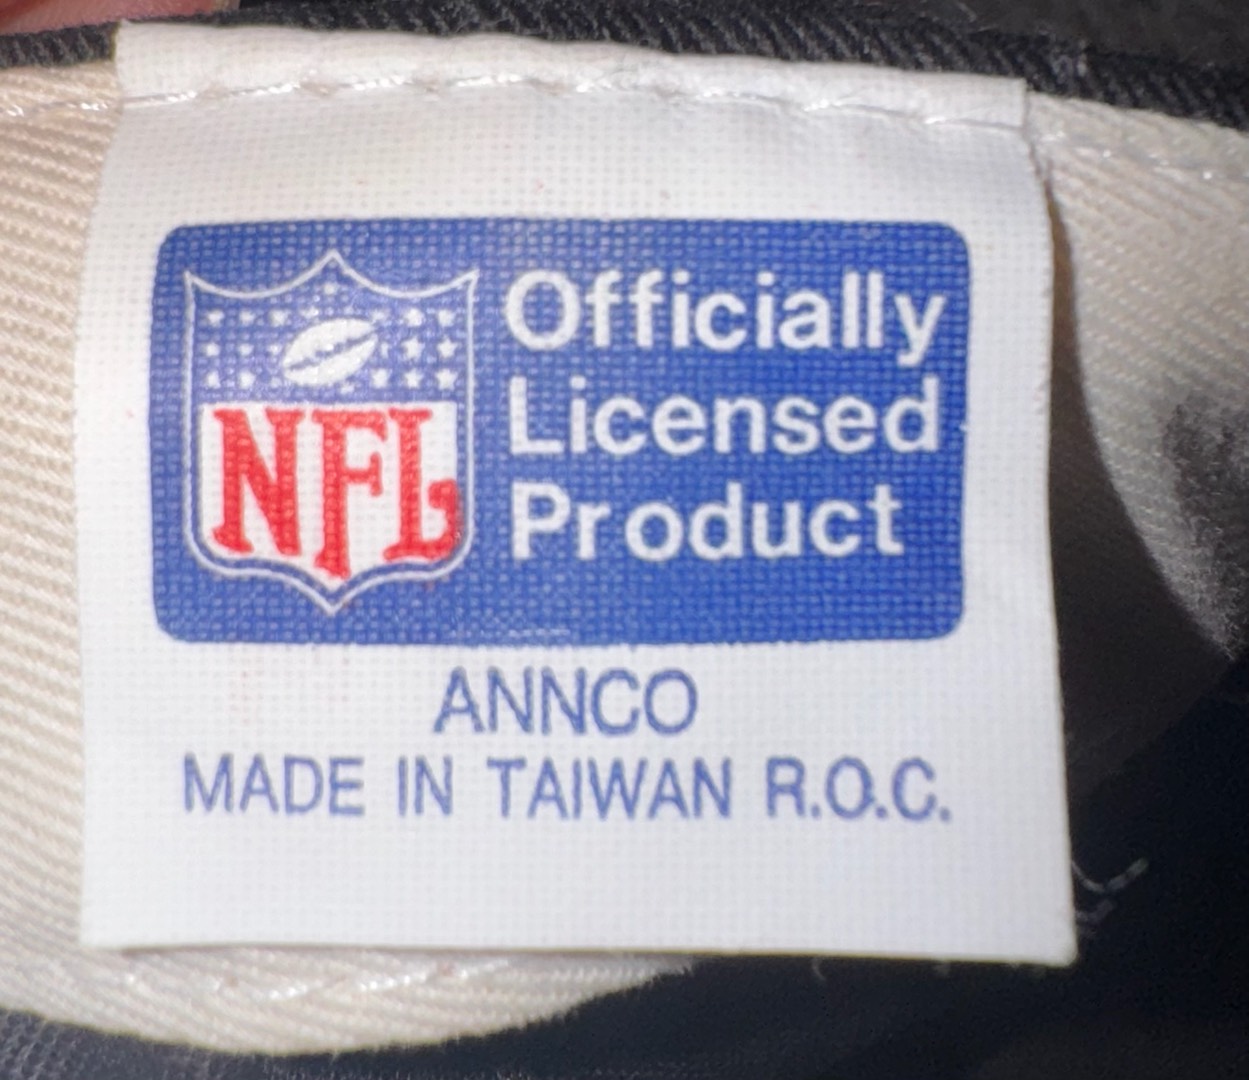 Officially
Licensed
Product
NFL
ANNCO
MADE IN TAIWAN R.O.C.